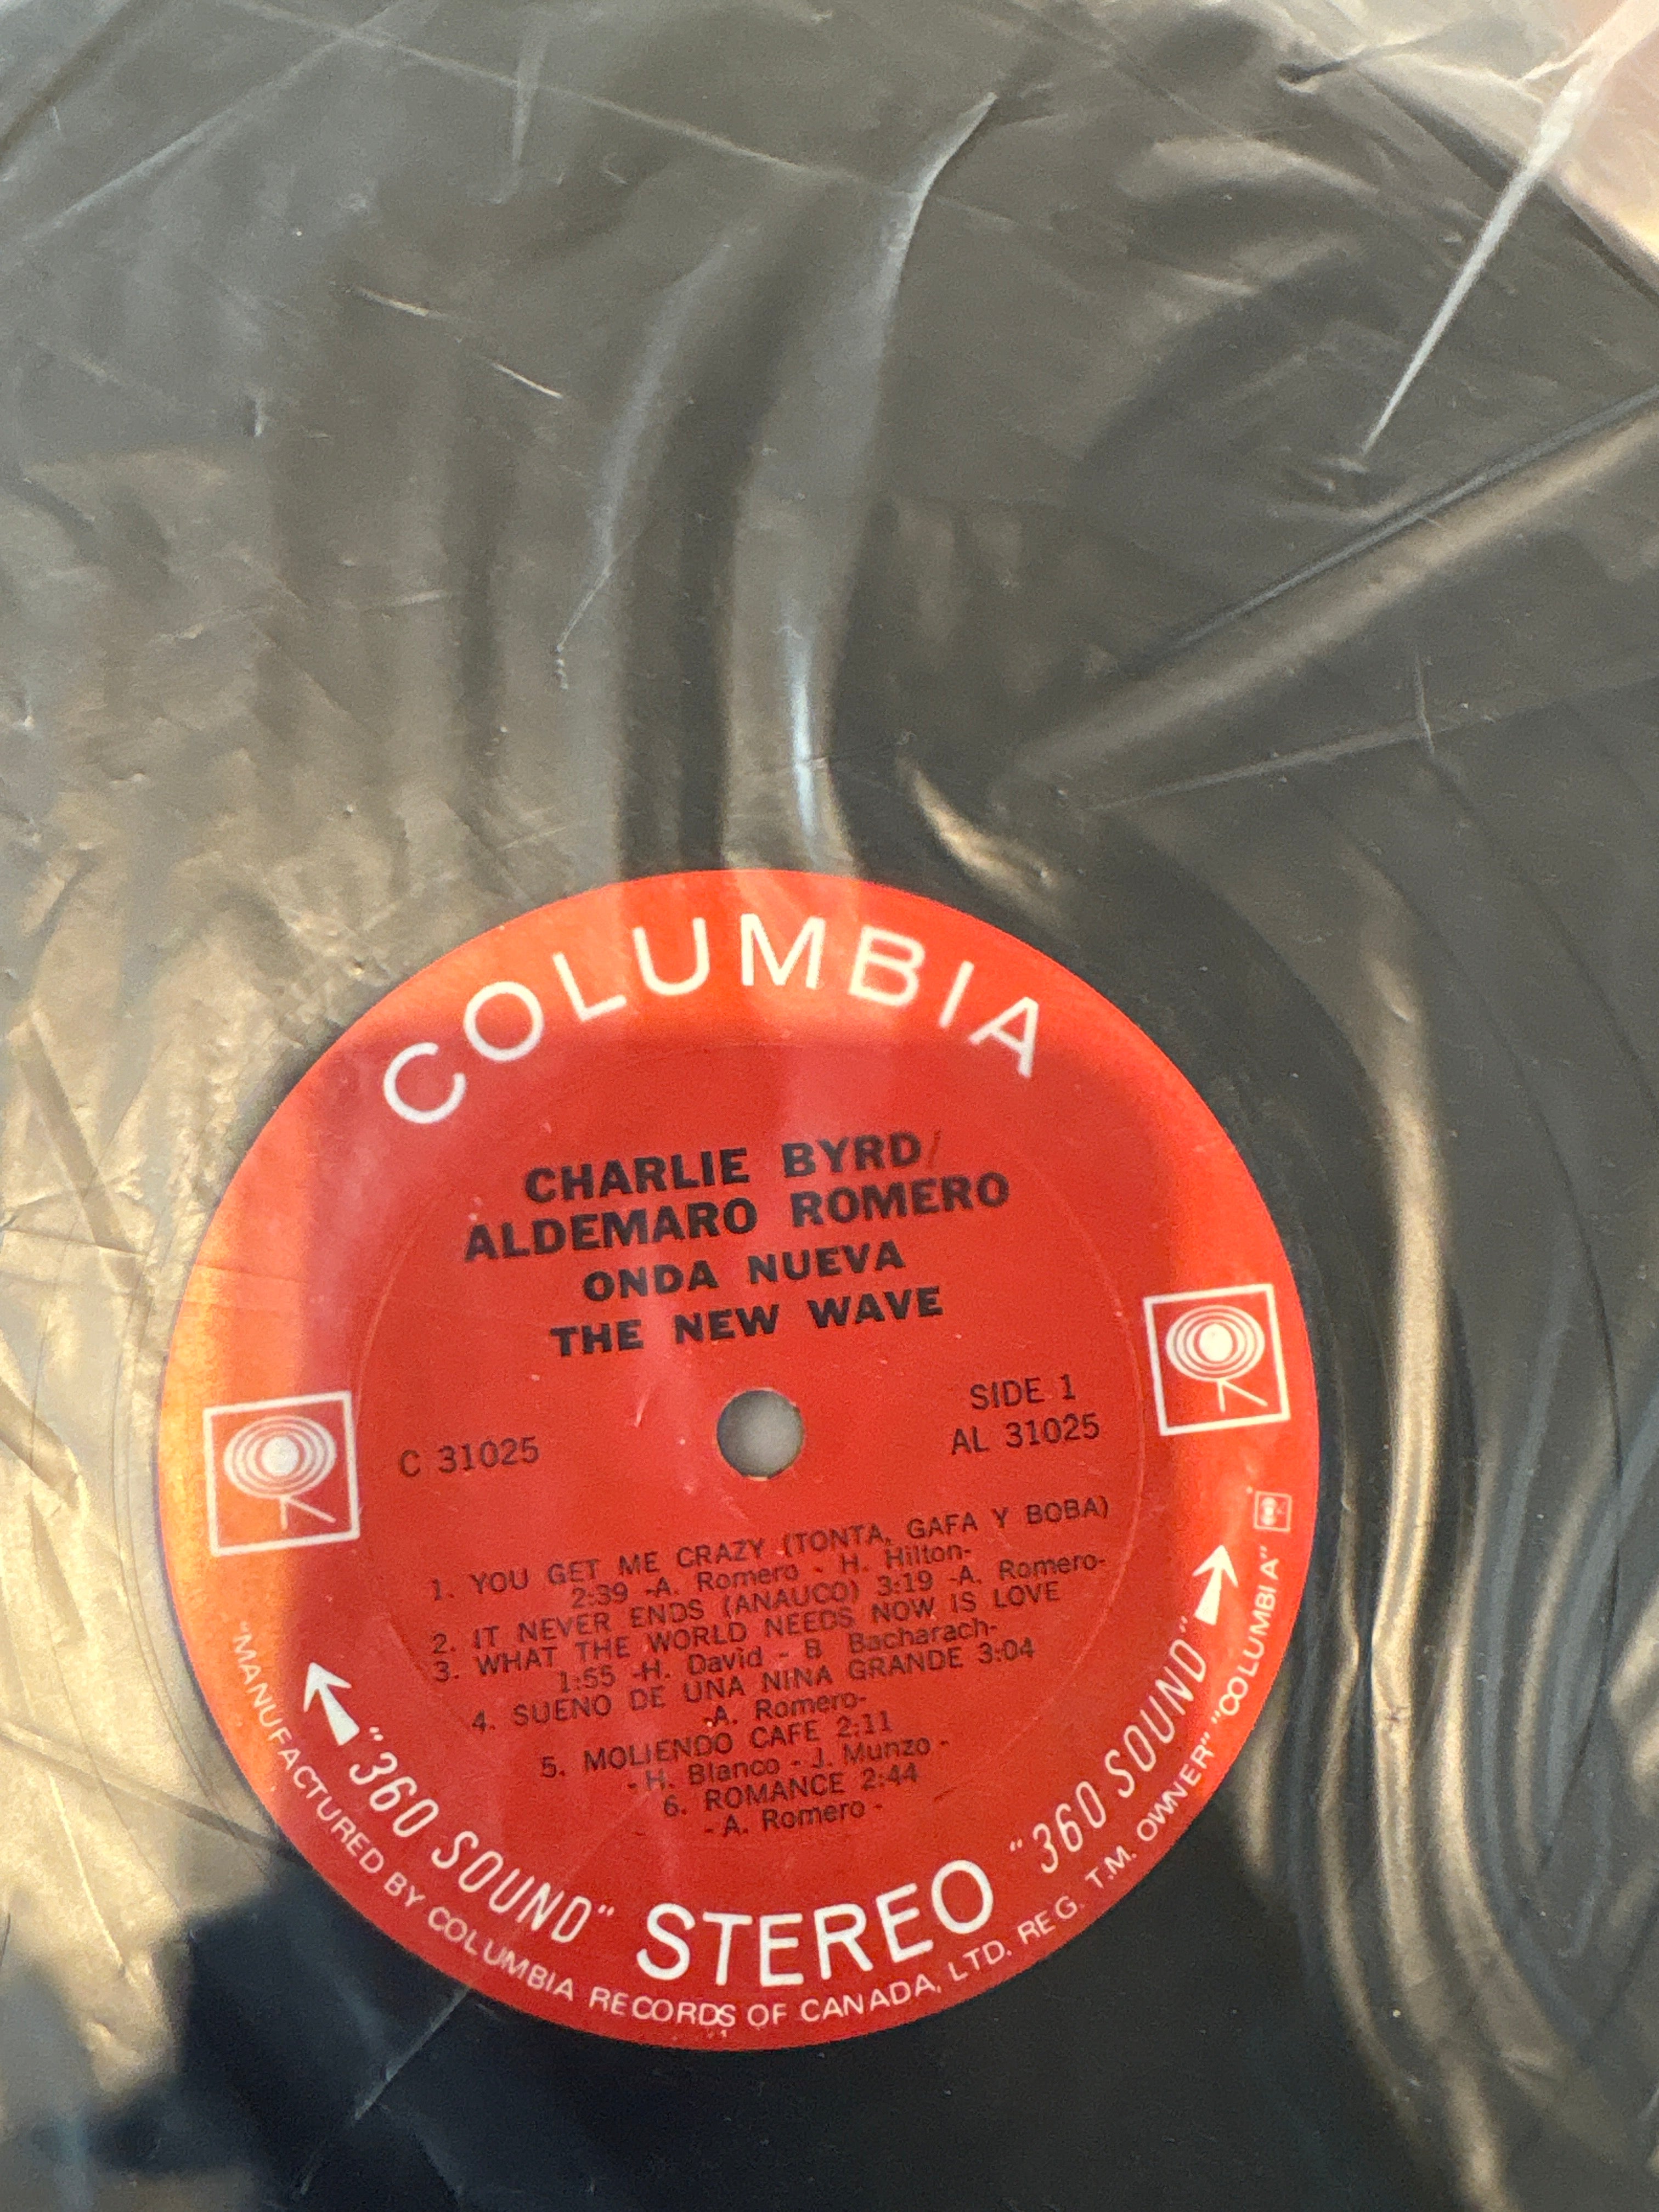 COLUMBIA
CHARLIE BYRD/
ALDEMARO ROMERO
ONDA NUEVA
THE NEW WAVE
SIDE 1
C 31025
AL 31025
1. YOU GET ME CRAZY (TONTA, GAFA Y BOBA)
2:39 -A. Romero - H. Hilton-
2. IT NEVER ENDS (ANAUCO) 3:19 -A. Romero-
3. WHAT THE WORLD NEEDS NOW IS LOVE
1:55 -H. David - B Bacharach-
4. SUENO DE UNA NINA GRANDE 3:04
-A. Romero-
5. MOLIENDO CAFE 2:11
- H. Blanco - J. Munzo -
6. ROMANCE 2:44
- A. Romero -
"360 SOUND" STEREO "360 SOUND"
"MANUFACTURED BY COLUMBIA RECORDS OF CANADA, LTD. REG. T.M. OWNER" "COLUMBIA"